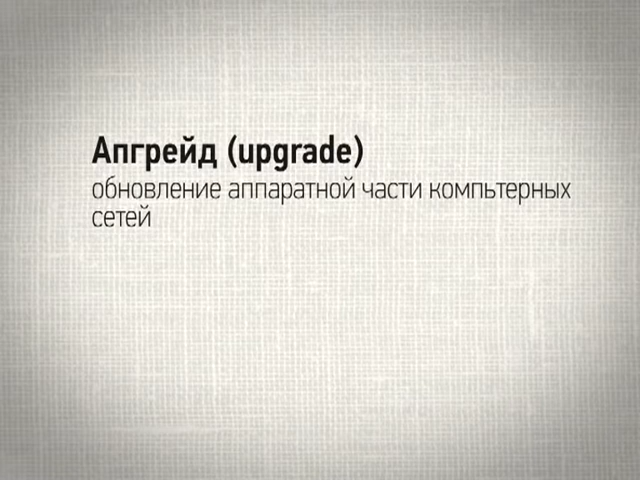 Апгрейд (upgrade)
обновление аппаратной части компьтерных
сетей